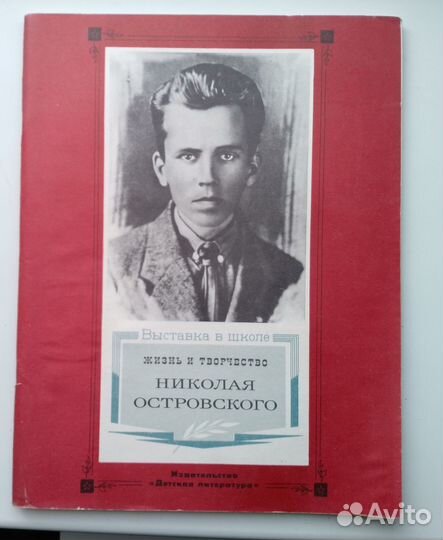 Выставка в школе
жизнь и творчество
НИКОЛАЯ
ОСТРОВСКОГО
Издательство
«Детская литература»
Avito